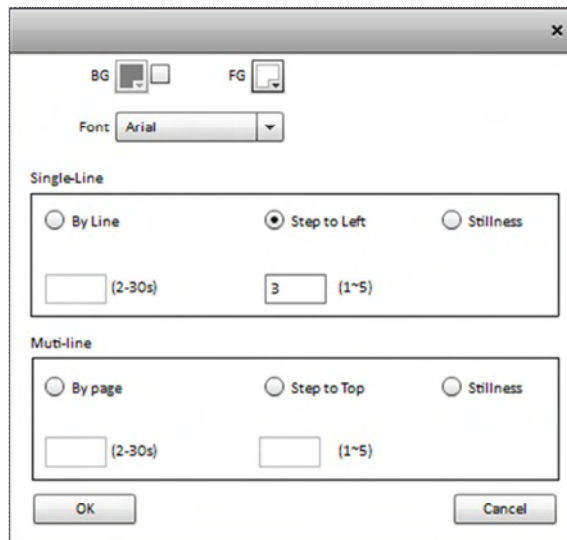 ×
BG FG
Font Arial
Single-Line
By Line Step to Left Stillness
(2-30s) 3 (1~5)
Muti-line
By page Step to Top Stillness
(2-30s) (1~5)
OK Cancel